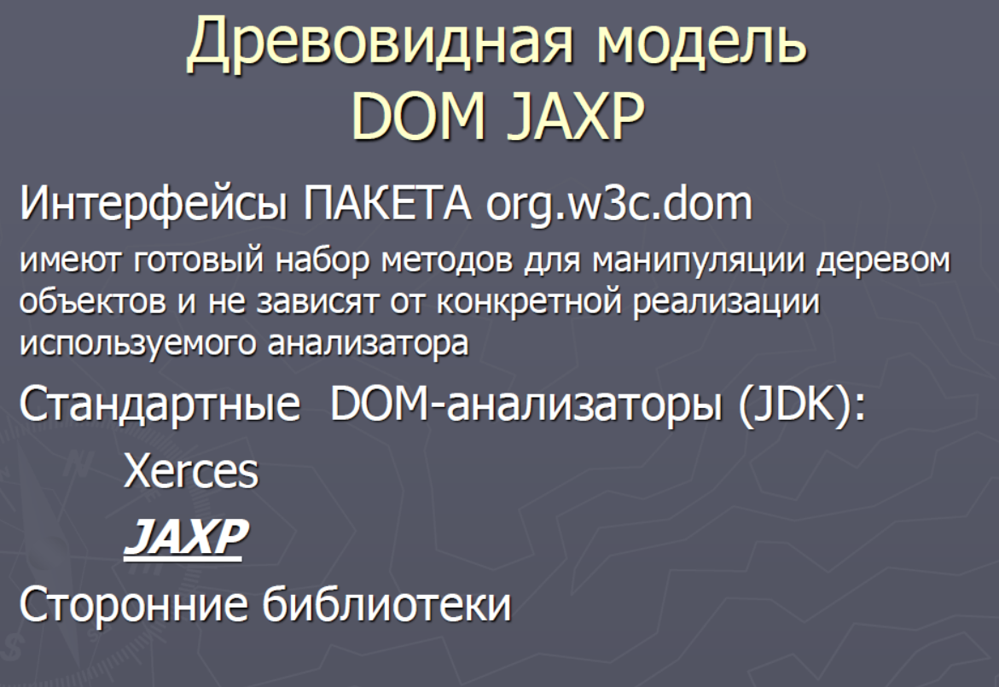 Древовидная модель
DOM JAXP
Интерфейсы ПАКЕТА org.w3c.dom
имеют готовый набор методов для манипуляции деревом
объектов и не зависят от конкретной реализации
используемого анализатора
Стандартные DOM-анализаторы (JDK):
Xerces
JAXP
Сторонние библиотеки